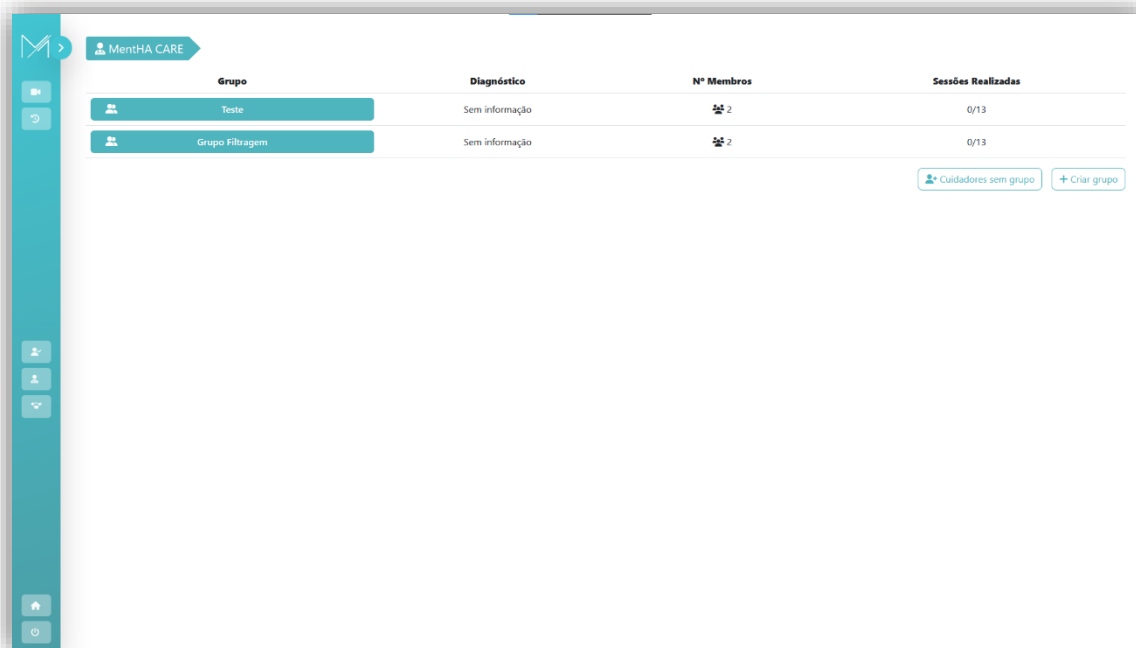 MentHA CARE
Grupo Diagnóstico Nº Membros Sessões Realizadas
Teste Sem informação 2 0/13
Grupo Filtragem Sem informação 2 0/13
Cuidadores sem grupo + Criar grupo